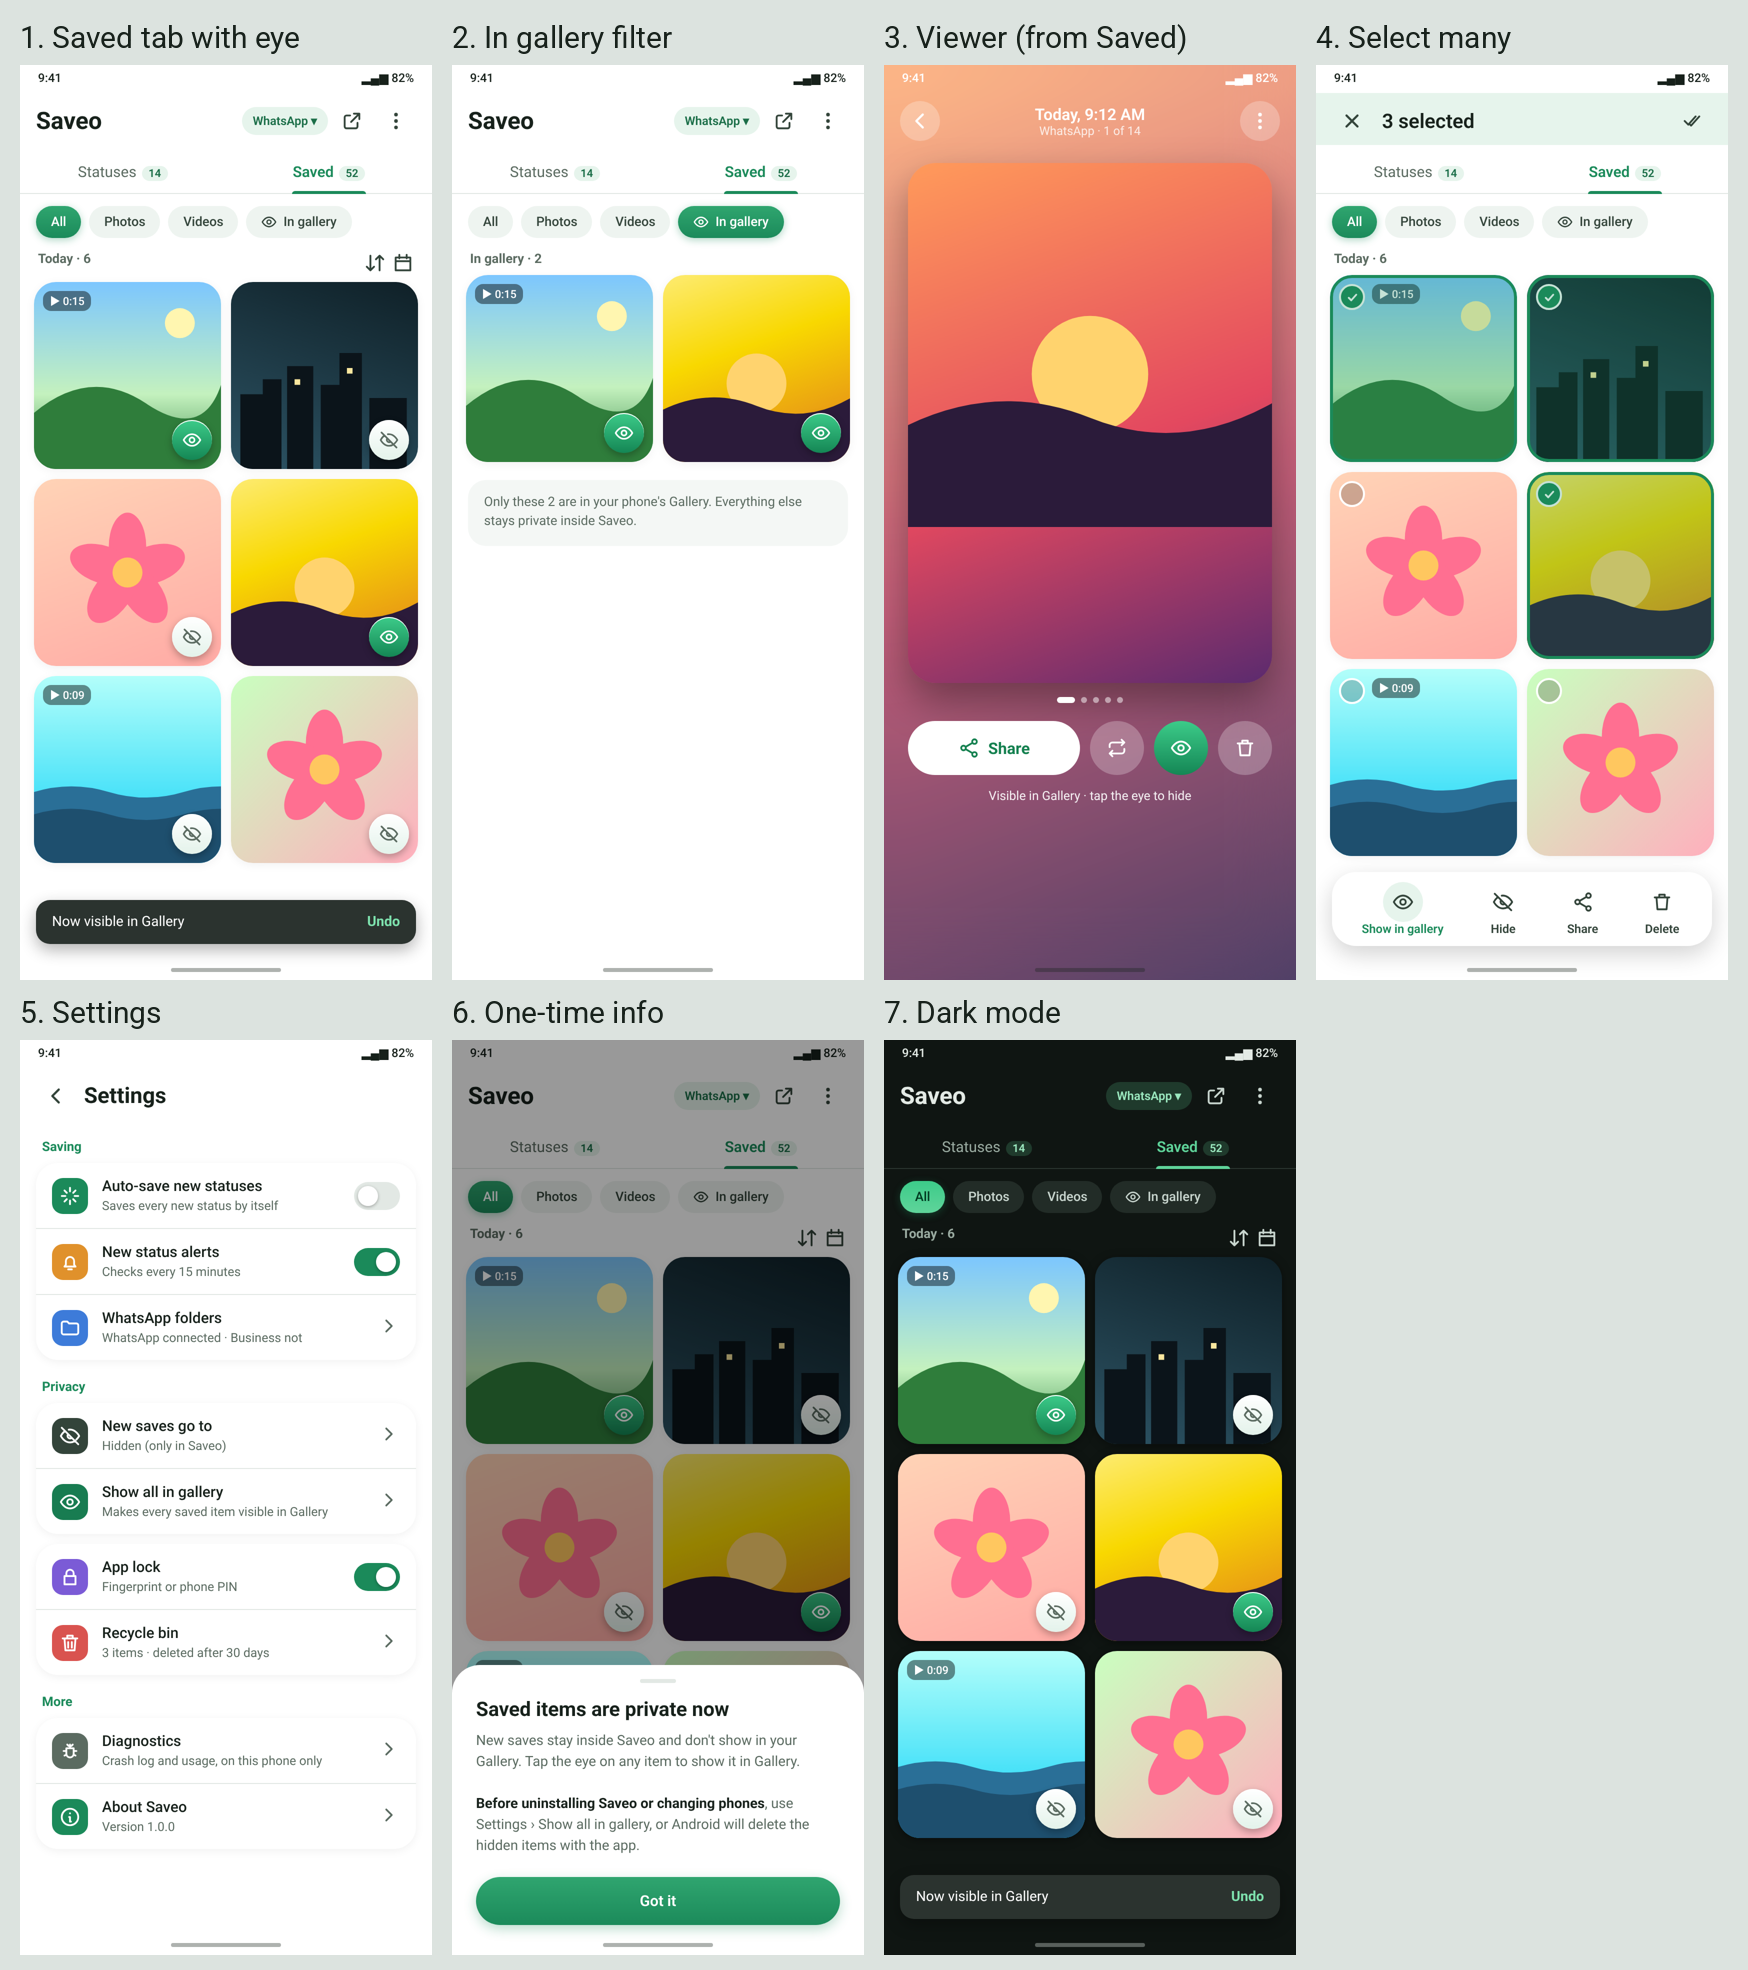 1. Saved tab with eye
9:41
82%
Saveo
WhatsApp ▾
Statuses 14
Saved 52
All
Photos
Videos
In gallery
Today · 6
0:15
0:09
Now visible in Gallery
Undo
2. In gallery filter
9:41
82%
Saveo
WhatsApp ▾
Statuses 14
Saved 52
All
Photos
Videos
In gallery
In gallery · 2
0:15
Only these 2 are in your phone's Gallery. Everything else
stays private inside Saveo.
3. Viewer (from Saved)
9:41
82%
Today, 9:12 AM
WhatsApp · 1 of 14
Share
Visible in Gallery · tap the eye to hide
4. Select many
9:41
82%
3 selected
Statuses 14
Saved 52
All
Photos
Videos
In gallery
Today · 6
0:15
0:09
Show in gallery
Hide
Share
Delete
5. Settings
9:41
82%
Settings
Saving
Auto-save new statuses
Saves every new status by itself
New status alerts
Checks every 15 minutes
WhatsApp folders
WhatsApp connected · Business not
Privacy
New saves go to
Hidden (only in Saveo)
Show all in gallery
Makes every saved item visible in Gallery
App lock
Fingerprint or phone PIN
Recycle bin
3 items · deleted after 30 days
More
Diagnostics
Crash log and usage, on this phone only
About Saveo
Version 1.0.0
6. One-time info
9:41
82%
Saveo
WhatsApp ▾
Statuses 14
Saved 52
All
Photos
Videos
In gallery
Today · 6
0:15
Saved items are private now
New saves stay inside Saveo and don't show in your
Gallery. Tap the eye on any item to show it in Gallery.
Before uninstalling Saveo or changing phones, use
Settings › Show all in gallery, or Android will delete the
hidden items with the app.
Got it
7. Dark mode
9:41
82%
Saveo
WhatsApp ▾
Statuses 14
Saved 52
All
Photos
Videos
In gallery
Today · 6
0:15
0:09
Now visible in Gallery
Undo